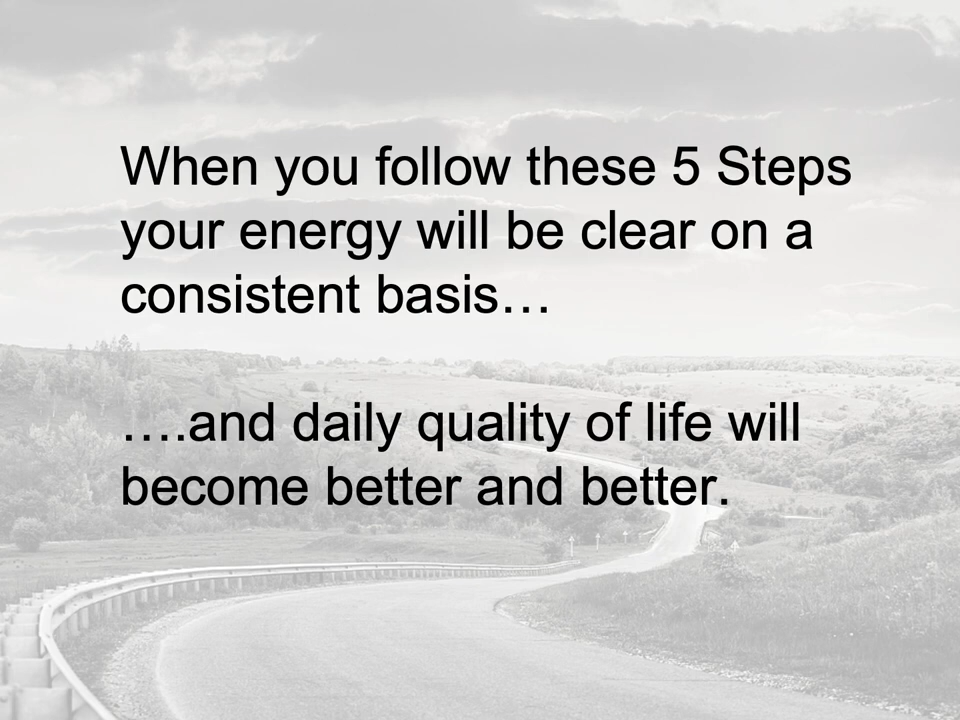 When you follow these 5 Steps
your energy will be clear on a
consistent basis…
….and daily quality of life will
become better and better.